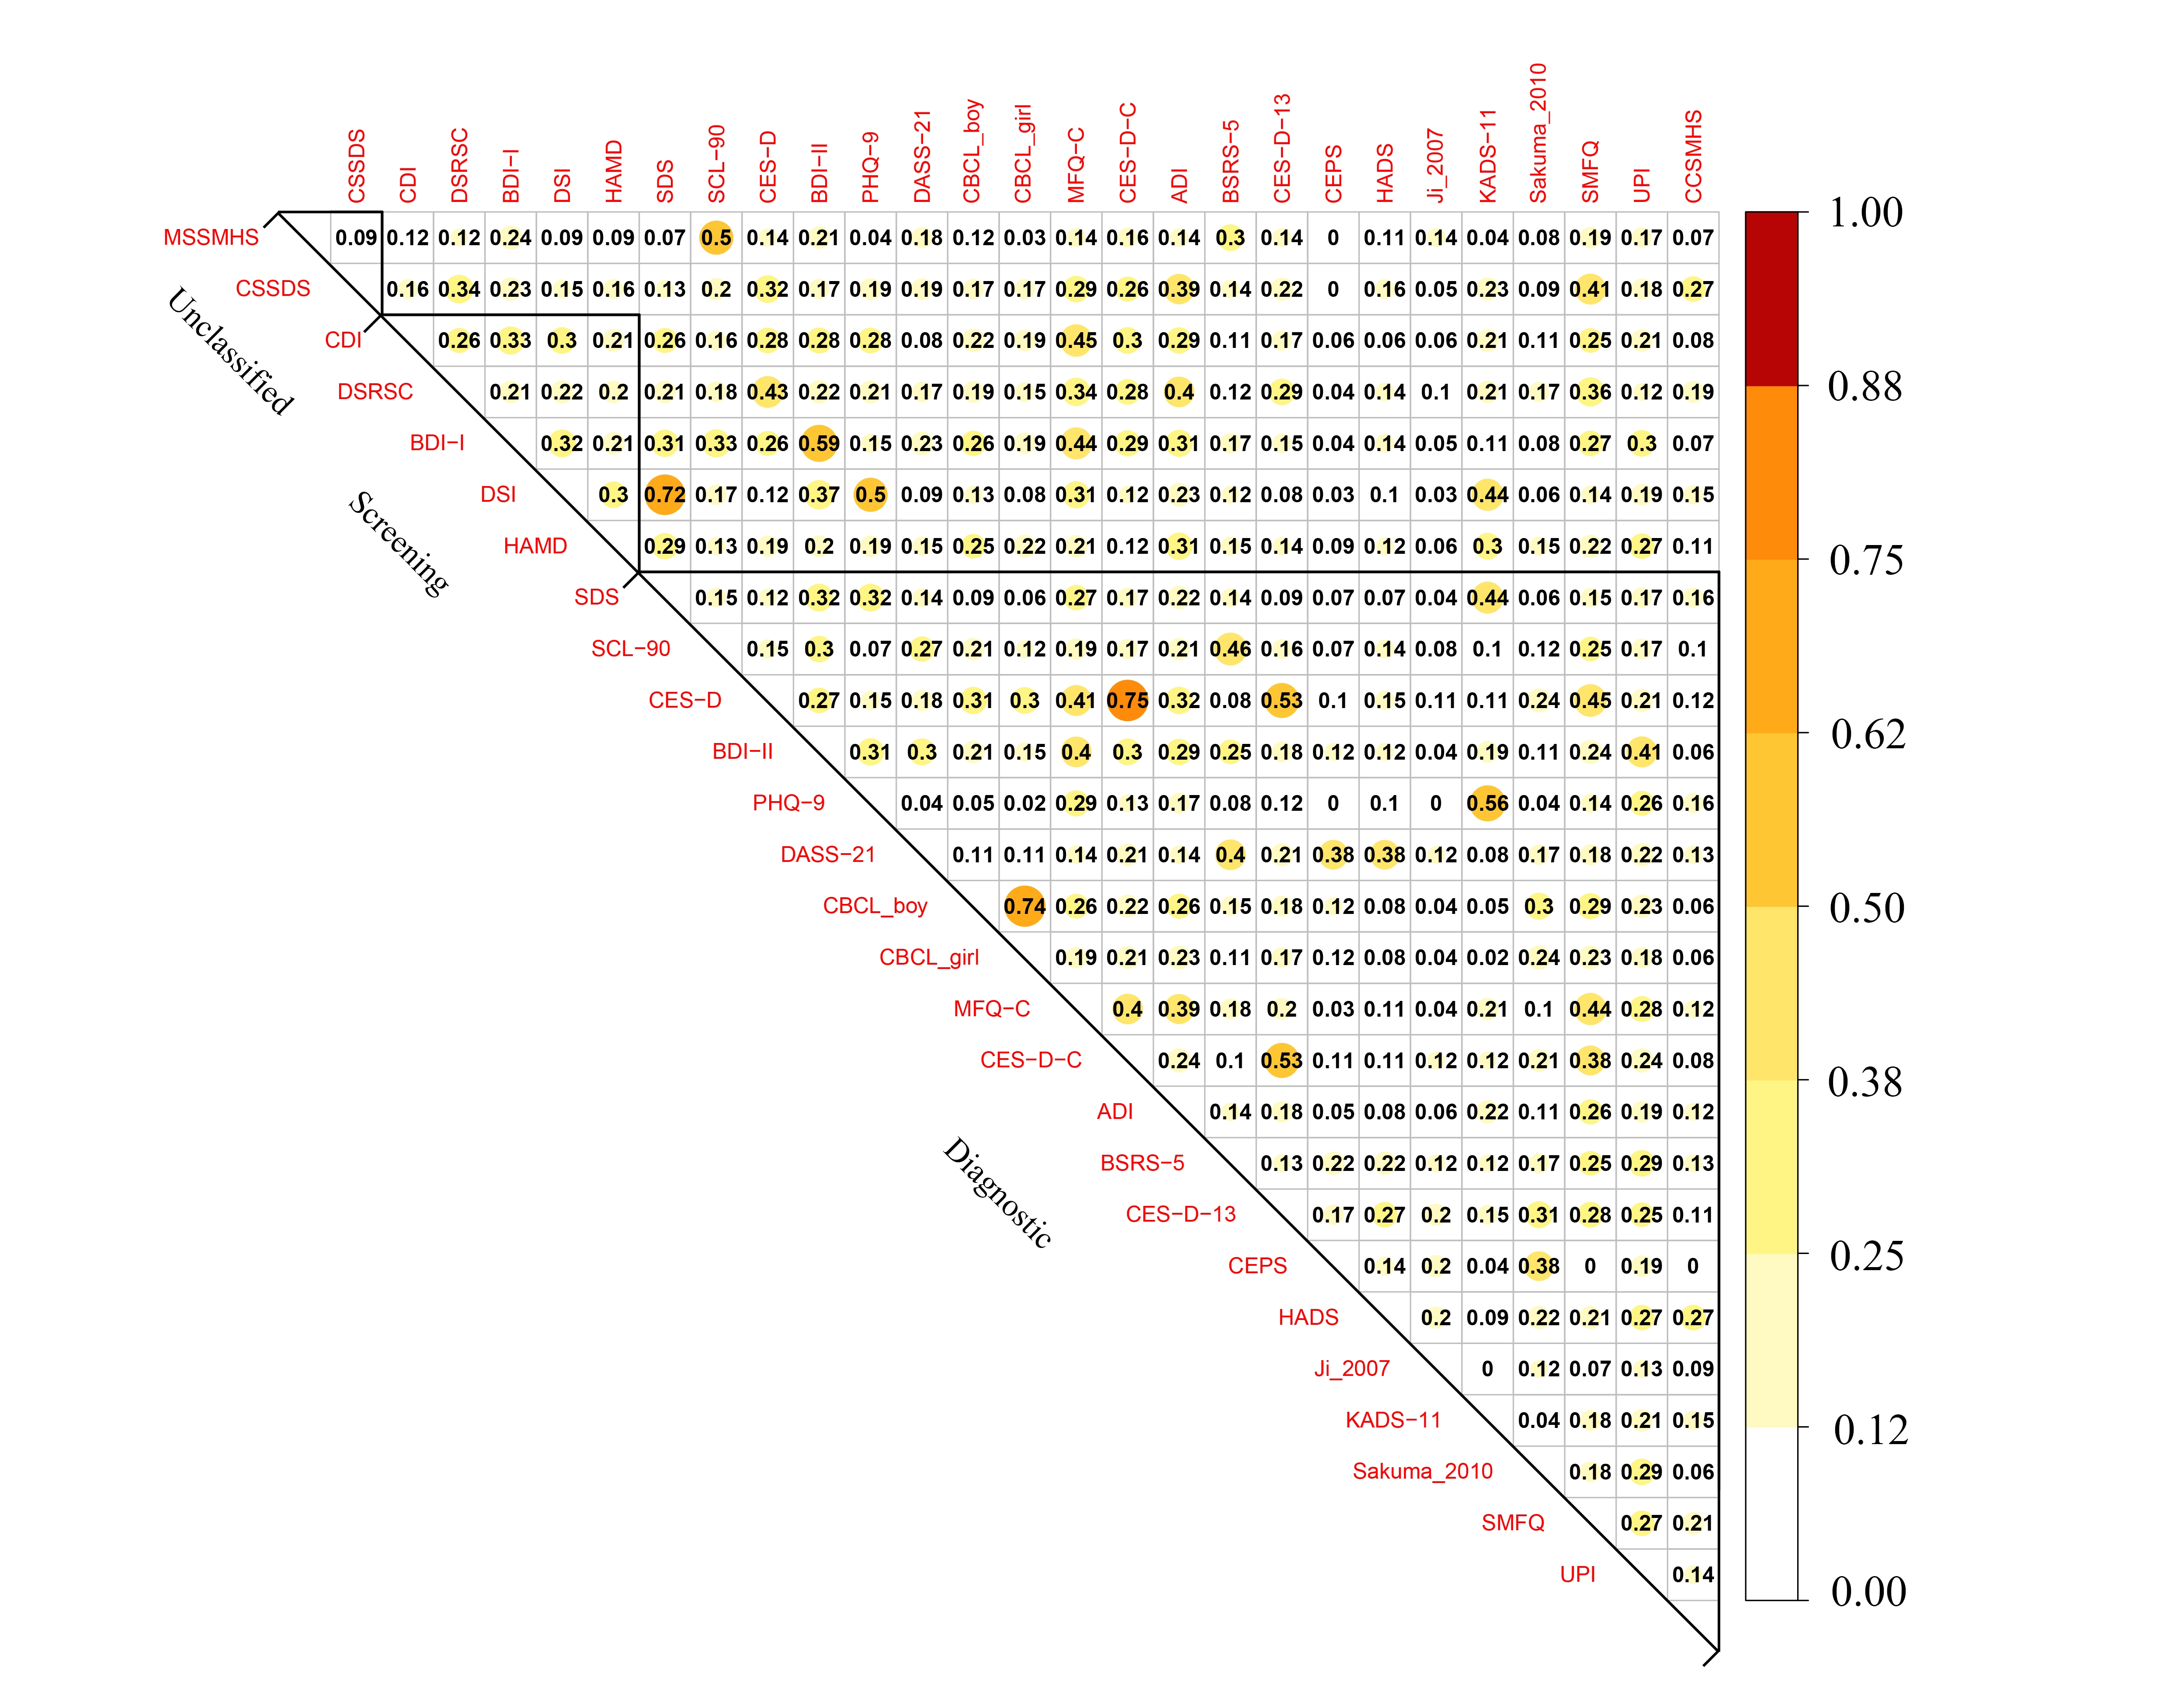 CSSDS CDI DSRSC BDI−I DSI HAMD SDS SCL−90 CES−D BDI−II PHQ−9 DASS−21 CBCL_boy CBCL_girl MFQ−C CES−D−C ADI BSRS−5 CES−D−13 CEPS HADS Ji_2007 KADS−11 Sakuma_2010 SMFQ UPI CCSMHS
MSSMHS 0.09 0.12 0.12 0.24 0.09 0.09 0.07 0.5 0.14 0.21 0.04 0.18 0.12 0.03 0.14 0.16 0.14 0.3 0.14 0 0.11 0.14 0.04 0.08 0.19 0.17 0.07
CSSDS 0.16 0.34 0.23 0.15 0.16 0.13 0.2 0.32 0.17 0.19 0.19 0.17 0.17 0.29 0.26 0.39 0.14 0.22 0 0.16 0.05 0.23 0.09 0.41 0.18 0.27
CDI 0.26 0.33 0.3 0.21 0.26 0.16 0.28 0.28 0.28 0.08 0.22 0.19 0.45 0.3 0.29 0.11 0.17 0.06 0.06 0.06 0.21 0.11 0.25 0.21 0.08
DSRSC 0.21 0.22 0.2 0.21 0.18 0.43 0.22 0.21 0.17 0.19 0.15 0.34 0.28 0.4 0.12 0.29 0.04 0.14 0.1 0.21 0.17 0.36 0.12 0.19
BDI−I 0.32 0.21 0.31 0.33 0.26 0.59 0.15 0.23 0.26 0.19 0.44 0.29 0.31 0.17 0.15 0.04 0.14 0.05 0.11 0.08 0.27 0.3 0.07
DSI 0.3 0.72 0.17 0.12 0.37 0.5 0.09 0.13 0.08 0.31 0.12 0.23 0.12 0.08 0.03 0.1 0.03 0.44 0.06 0.14 0.19 0.15
HAMD 0.29 0.13 0.19 0.2 0.19 0.15 0.25 0.22 0.21 0.12 0.31 0.15 0.14 0.09 0.12 0.06 0.3 0.15 0.22 0.27 0.11
SDS 0.15 0.12 0.32 0.32 0.14 0.09 0.06 0.27 0.17 0.22 0.14 0.09 0.07 0.07 0.04 0.44 0.06 0.15 0.17 0.16
SCL−90 0.15 0.3 0.07 0.27 0.21 0.12 0.19 0.17 0.21 0.46 0.16 0.07 0.14 0.08 0.1 0.12 0.25 0.17 0.1
CES−D 0.27 0.15 0.18 0.31 0.3 0.41 0.75 0.32 0.08 0.53 0.1 0.15 0.11 0.11 0.24 0.45 0.21 0.12
BDI−II 0.31 0.3 0.21 0.15 0.4 0.3 0.29 0.25 0.18 0.12 0.12 0.04 0.19 0.11 0.24 0.41 0.06
PHQ−9 0.04 0.05 0.02 0.29 0.13 0.17 0.08 0.12 0 0.1 0 0.56 0.04 0.14 0.26 0.16
DASS−21 0.11 0.11 0.14 0.21 0.14 0.4 0.21 0.38 0.38 0.12 0.08 0.17 0.18 0.22 0.13
CBCL_boy 0.74 0.26 0.22 0.26 0.15 0.18 0.12 0.08 0.04 0.05 0.3 0.29 0.23 0.06
CBCL_girl 0.19 0.21 0.23 0.11 0.17 0.12 0.08 0.04 0.02 0.24 0.23 0.18 0.06
MFQ−C 0.4 0.39 0.18 0.2 0.03 0.11 0.04 0.21 0.1 0.44 0.28 0.12
CES−D−C 0.24 0.1 0.53 0.11 0.11 0.12 0.12 0.21 0.38 0.24 0.08
ADI 0.14 0.18 0.05 0.08 0.06 0.22 0.11 0.26 0.19 0.12
BSRS−5 0.13 0.22 0.22 0.12 0.12 0.17 0.25 0.29 0.13
CES−D−13 0.17 0.27 0.2 0.15 0.31 0.28 0.25 0.11
CEPS 0.14 0.2 0.04 0.38 0 0.19 0
HADS 0.2 0.09 0.22 0.21 0.27 0.27
Ji_2007 0 0.12 0.07 0.13 0.09
KADS−11 0.04 0.18 0.21 0.15
Sakuma_2010 0.18 0.29 0.06
SMFQ 0.27 0.21
UPI 0.14
Unclassified
Screening
Diagnostic
1.00
0.88
0.75
0.62
0.50
0.38
0.25
0.12
0.00